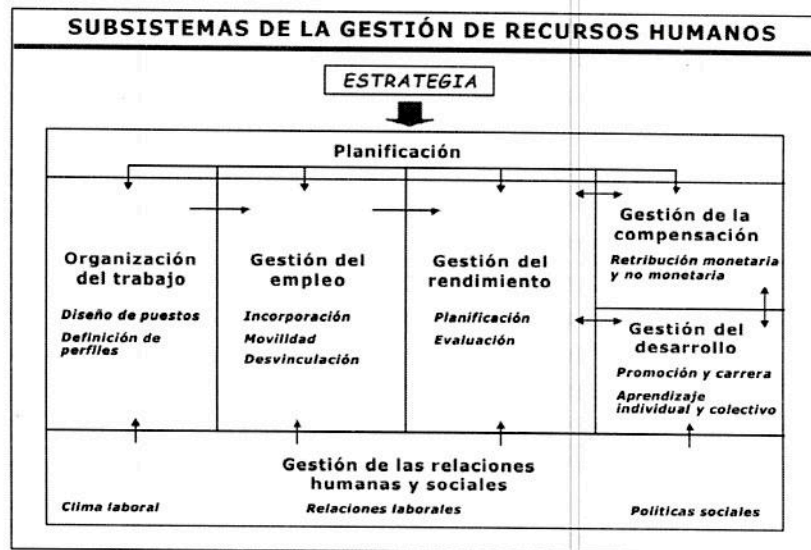 SUBSISTEMAS DE LA GESTIÓN DE RECURSOS HUMANOS
ESTRATEGIA
Planificación
Organización
del trabajo
Diseño de puestos
Definición de
perfiles
Gestión del
empleo
Incorporación
Movilidad
Desvinculación
Gestión del
rendimiento
Planificación
Evaluación
Gestión de la
compensación
Retribución monetaria
y no monetaria
Gestión del
desarrollo
Promoción y carrera
Aprendizaje
individual y colectivo
Gestión de las relaciones
humanas y sociales
Clima laboral
Relaciones laborales
Políticas sociales